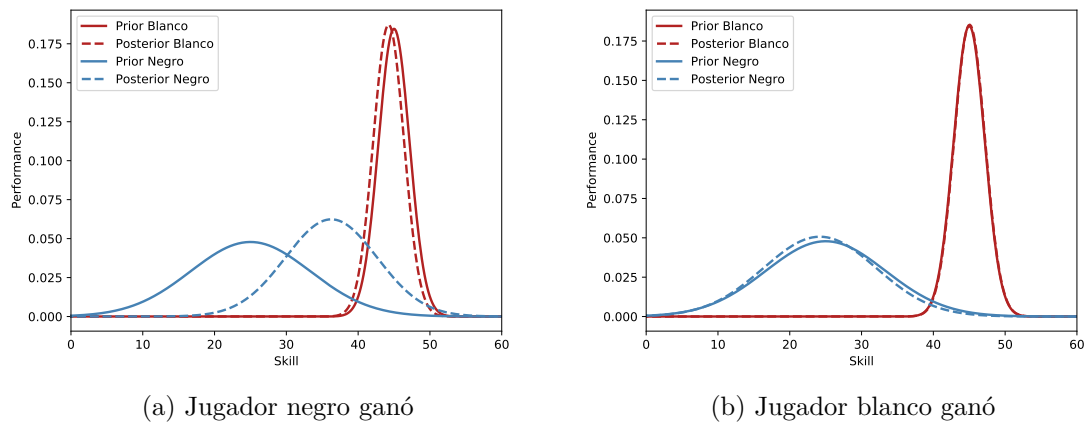 Prior Blanco
Posterior Blanco
Prior Negro
Posterior Negro
Performance
0.175
0.150
0.125
0.100
0.075
0.050
0.025
0.000
0 10 20 30 40 50 60
Skill
(a) Jugador negro ganó
Prior Blanco
Posterior Blanco
Prior Negro
Posterior Negro
Performance
0.175
0.150
0.125
0.100
0.075
0.050
0.025
0.000
0 10 20 30 40 50 60
Skill
(b) Jugador blanco ganó